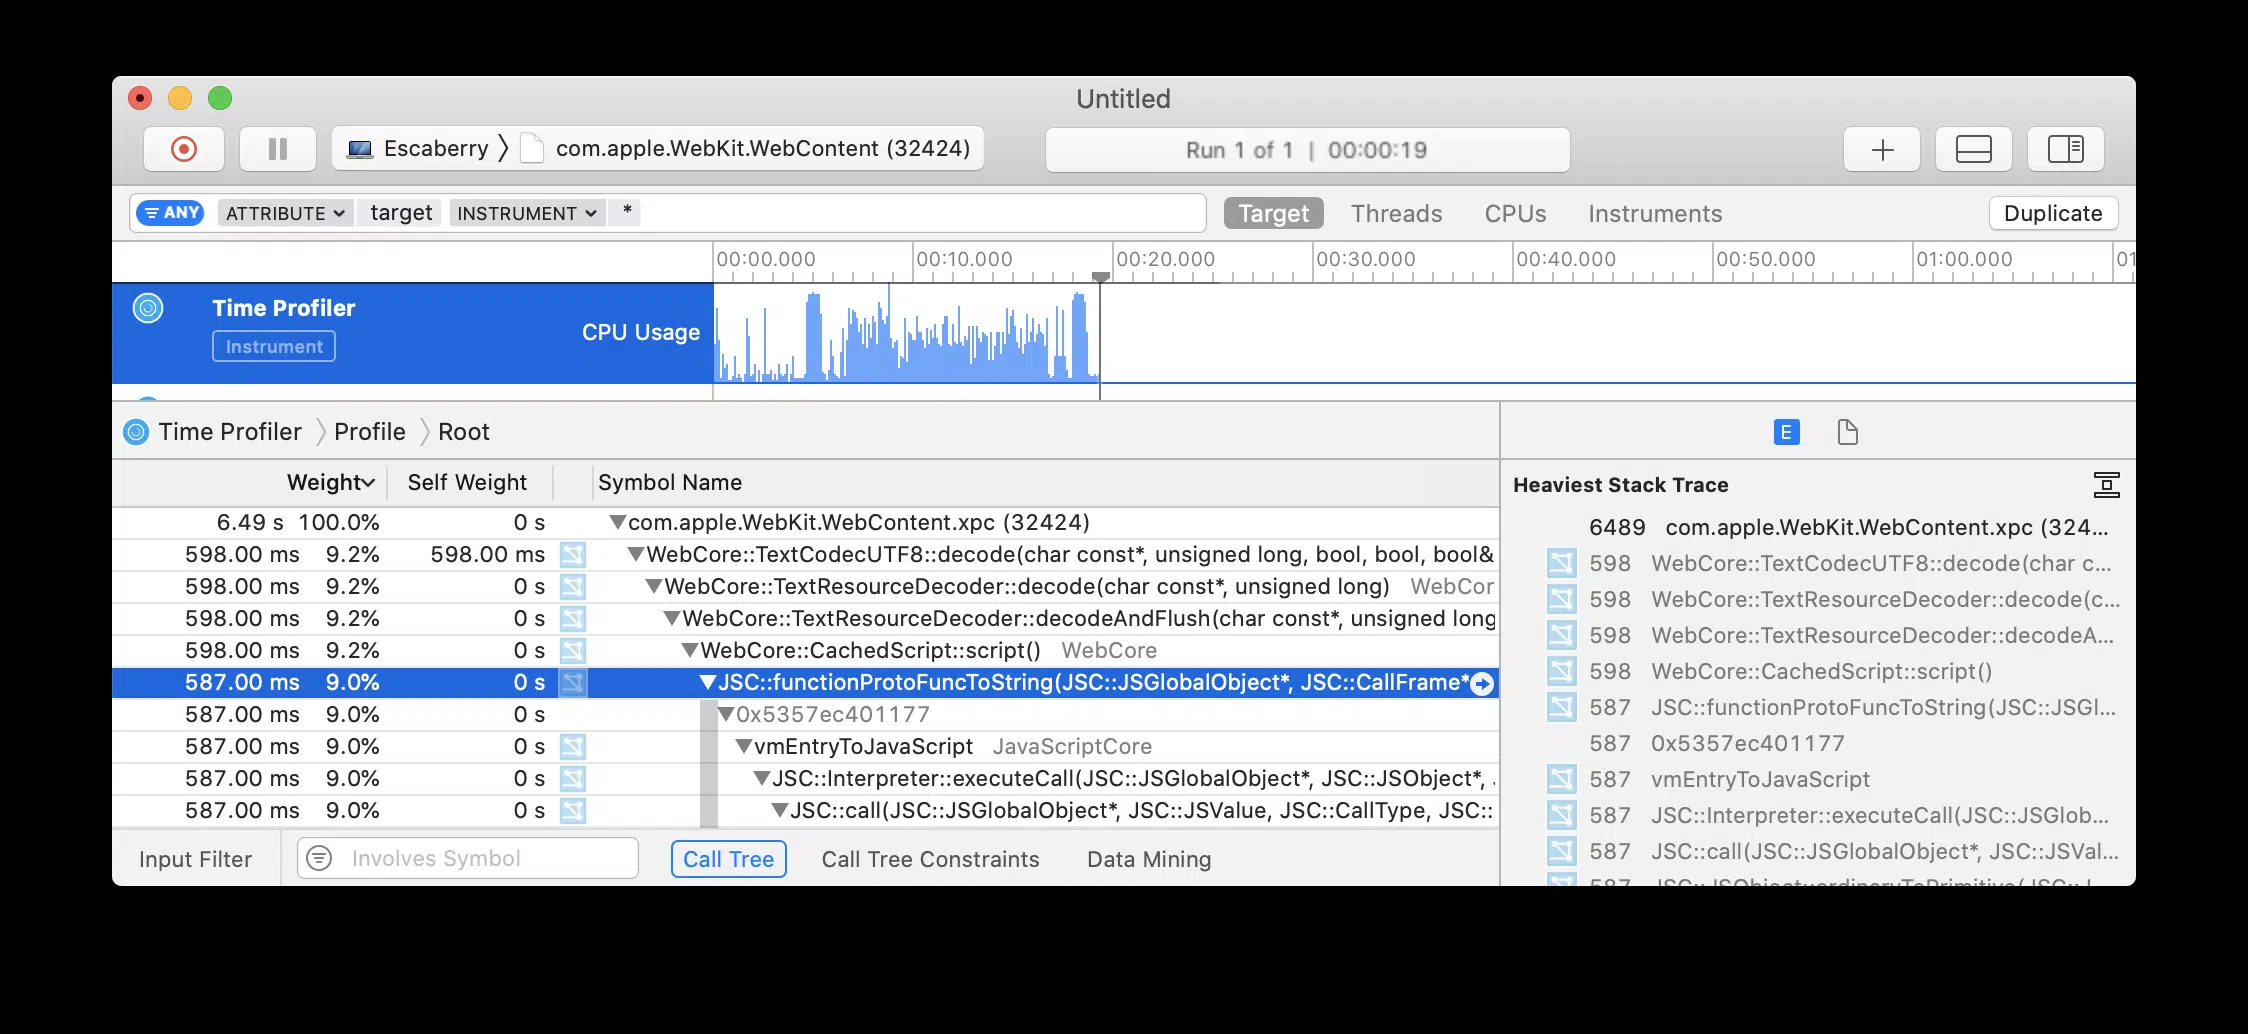 Untitled
Escaberry 〉 com.apple.WebKit.WebContent (32424)
Run 1 of 1 | 00:00:19
ANY ATTRIBUTE target INSTRUMENT *
Target Threads CPUs Instruments Duplicate
00:00.000 00:10.000 00:20.000 00:30.000 00:40.000 00:50.000 01:00.000 01
Time Profiler
Instrument
CPU Usage
Time Profiler 〉 Profile 〉 Root
E
Weight Self Weight Symbol Name
6.49 s 100.0% 0 s com.apple.WebKit.WebContent.xpc (32424)
598.00 ms 9.2% 598.00 ms WebCore::TextCodecUTF8::decode(char const*, unsigned long, bool, bool, bool&
598.00 ms 9.2% 0 s WebCore::TextResourceDecoder::decode(char const*, unsigned long) WebCor
598.00 ms 9.2% 0 s WebCore::TextResourceDecoder::decodeAndFlush(char const*, unsigned long
598.00 ms 9.2% 0 s WebCore::CachedScript::script() WebCore
587.00 ms 9.0% 0 s JSC::functionProtoFuncToString(JSC::JSGlobalObject*, JSC::CallFrame*
587.00 ms 9.0% 0 s 0x5357ec401177
587.00 ms 9.0% 0 s vmEntryToJavaScript JavaScriptCore
587.00 ms 9.0% 0 s JSC::Interpreter::executeCall(JSC::JSGlobalObject*, JSC::JSObject*,
587.00 ms 9.0% 0 s JSC::call(JSC::JSGlobalObject*, JSC::JSValue, JSC::CallType, JSC::
Input Filter Involves Symbol Call Tree Call Tree Constraints Data Mining
Heaviest Stack Trace
6489 com.apple.WebKit.WebContent.xpc (324...
598 WebCore::TextCodecUTF8::decode(char c...
598 WebCore::TextResourceDecoder::decode(c...
598 WebCore::TextResourceDecoder::decodeA...
598 WebCore::CachedScript::script()
587 JSC::functionProtoFuncToString(JSC::JSGl...
587 0x5357ec401177
587 vmEntryToJavaScript
587 JSC::Interpreter::executeCall(JSC::JSGlob...
587 JSC::call(JSC::JSGlobalObject*, JSC::JSVal...
587 JSC::JSObject::ordinaryToPrimitive(JSC::J